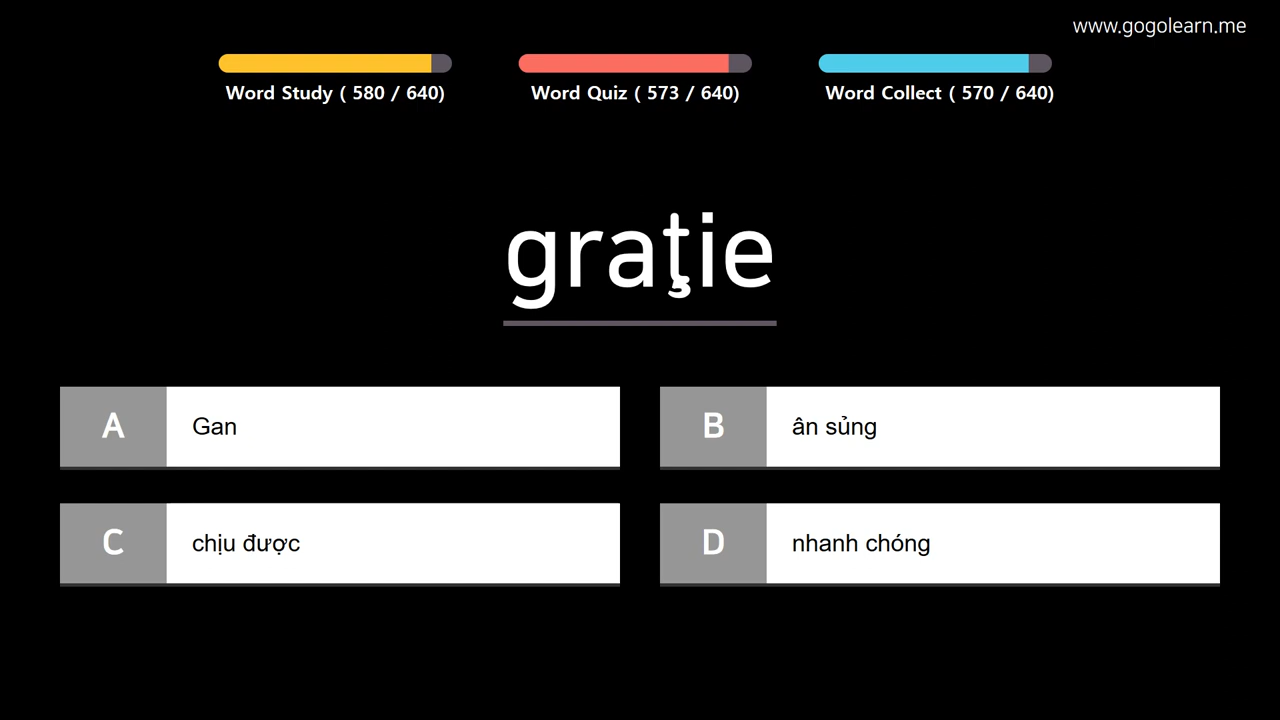 www.gogolearn.me
Word Study ( 580 / 640)
Word Quiz ( 573 / 640)
Word Collect ( 570 / 640)
graţie
A
Gan
B
ân sủng
C
chịu được
D
nhanh chóng